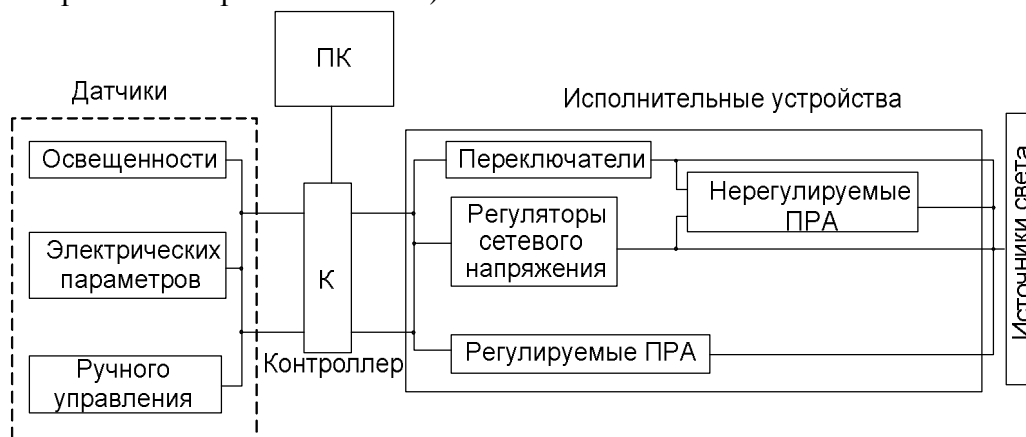 ПК
Датчики
Исполнительные устройства
Освещенности
Электрических
параметров
Ручного
управления
К
Контроллер
Переключатели
Регуляторы
сетевого
напряжения
Нерегулируемые
ПРА
Регулируемые ПРА
Источники света